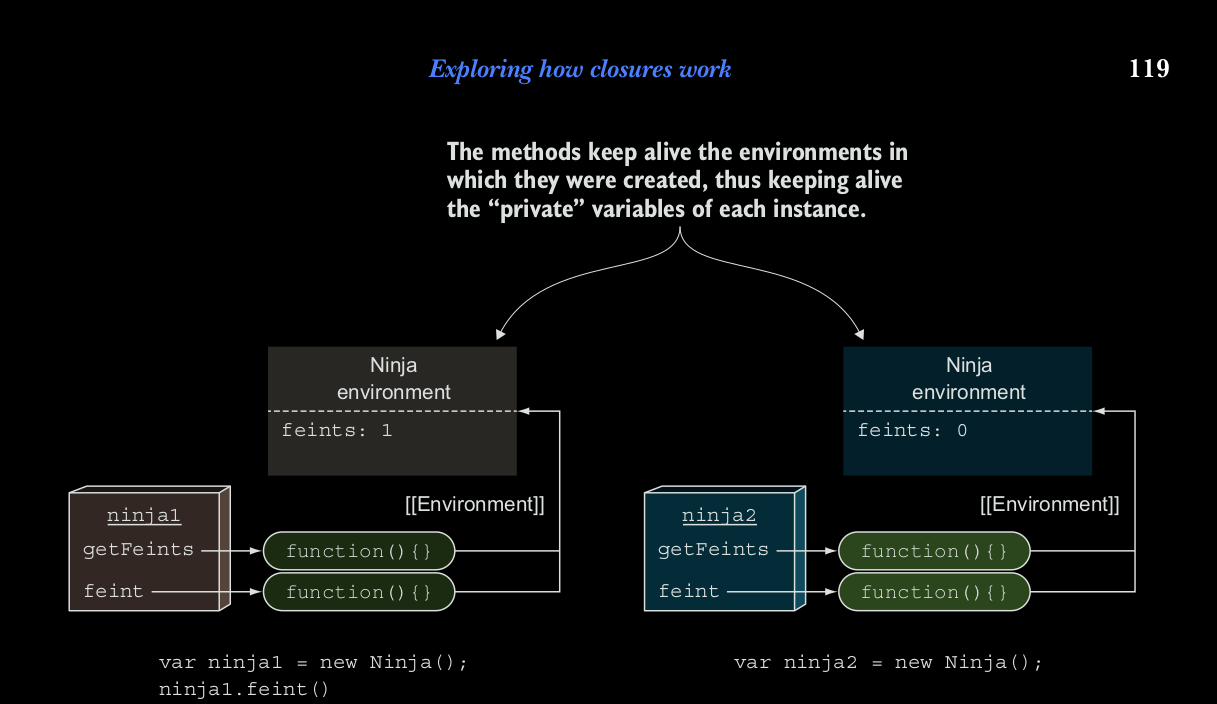 Exploring how closures work
119
The methods keep alive the environments in
which they were created, thus keeping alive
the “private” variables of each instance.
Ninja
environment
feints: 1
[[Environment]]
ninja1
getFeints
function(){}
feint
function(){}
var ninja1 = new Ninja();
ninja1.feint()
Ninja
environment
feints: 0
[[Environment]]
ninja2
getFeints
function(){}
feint
function(){}
var ninja2 = new Ninja();